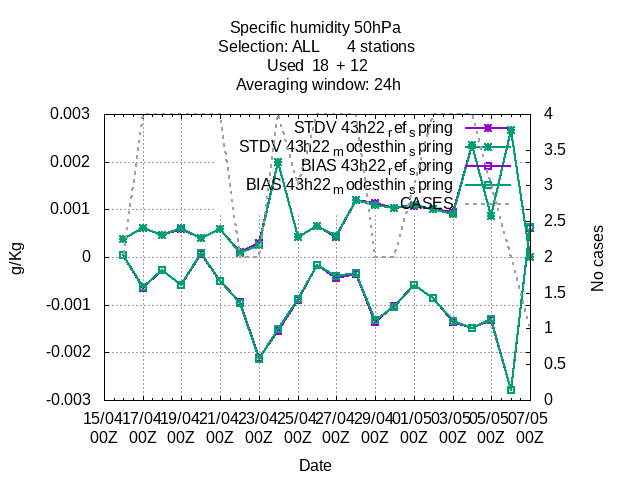 Specific humidity 50hPa
Selection: ALL 4 stations
Used 18 + 12
Averaging window: 24h
0.003
0.002
0.001
0
-0.001
-0.002
-0.003
g/Kg
4
3.5
3
2.5
2
1.5
1
0.5
0
No cases
STDV 43h22_ref_spring
STDV 43h22_modesthin_spring
BIAS 43h22_ref_spring
BIAS 43h22_modesthin_spring
CASES
15/04 17/04 19/04 21/04 23/04 25/04 27/04 29/04 01/05 03/05 05/05 07/05
00Z 00Z 00Z 00Z 00Z 00Z 00Z 00Z 00Z 00Z 00Z 00Z
Date